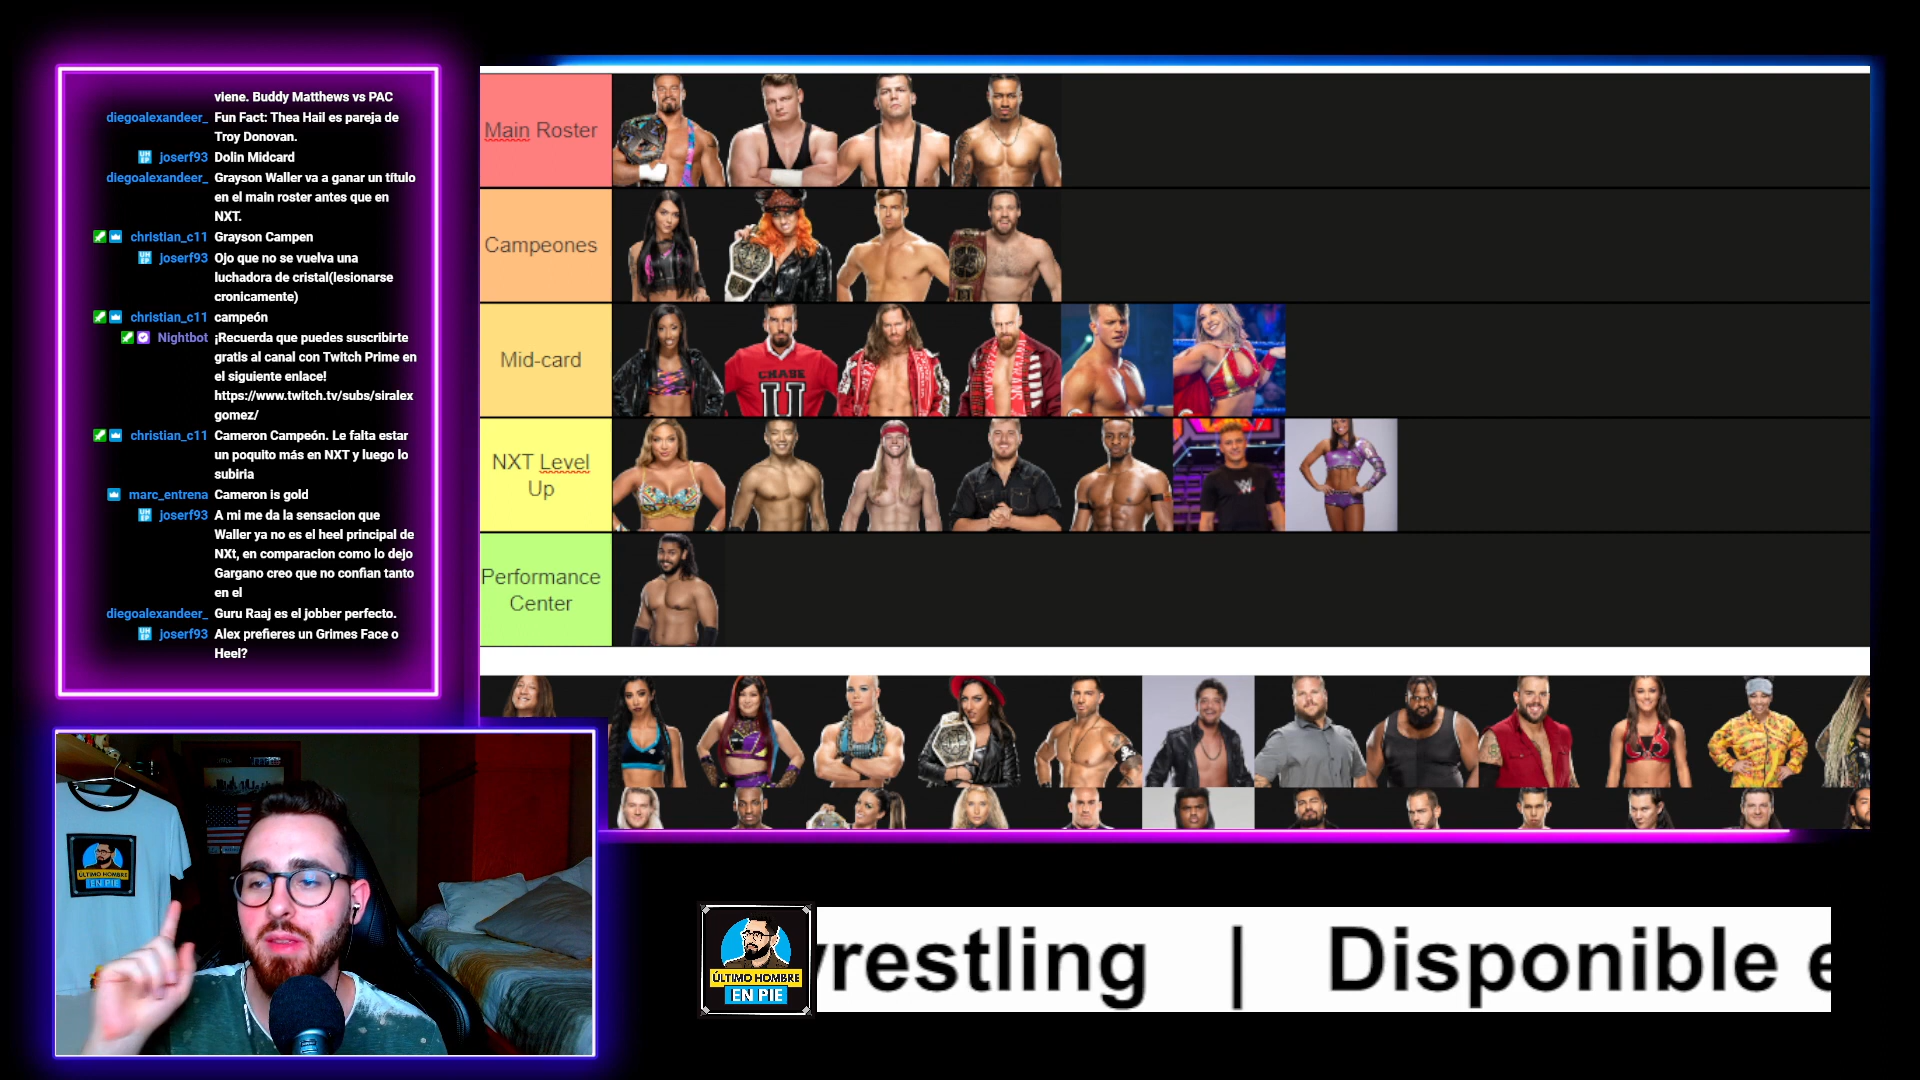 viene. Buddy Matthews vs PAC
diegoalexandeer_ Fun Fact: Thea Hail es pareja de
Troy Donovan.
joserf93 Dolin Midcard
diegoalexandeer_ Grayson Waller va a ganar un título
en el main roster antes que en
NXT.
christian_c11 Grayson Campen
joserf93 Ojo que no se vuelva una
luchadora de cristal(lesionarse
cronicamente)
christian_c11 campeón
Nightbot ¡Recuerda que puedes suscribirte
gratis al canal con Twitch Prime en
el siguiente enlace!
https://www.twitch.tv/subs/siralex
gomez/
christian_c11 Cameron Campeón. Le falta estar
un poquito más en NXT y luego lo
subiria
marc_entrena Cameron is gold
joserf93 A mi me da la sensacion que
Waller ya no es el heel principal de
NXt, en comparacion como lo dejo
Gargano creo que no confian tanto
en el
diegoalexandeer_ Guru Raaj es el jobber perfecto.
joserf93 Alex prefieres un Grimes Face o
Heel?
Main Roster
Campeones
Mid-card
CHASE
U
NXT Level
Up
W
Performance
Center
ÚLTIMO HOMBRE
EN PIE
ÚLTIMO HOMBRE
EN PIE
wrestling | Disponible e